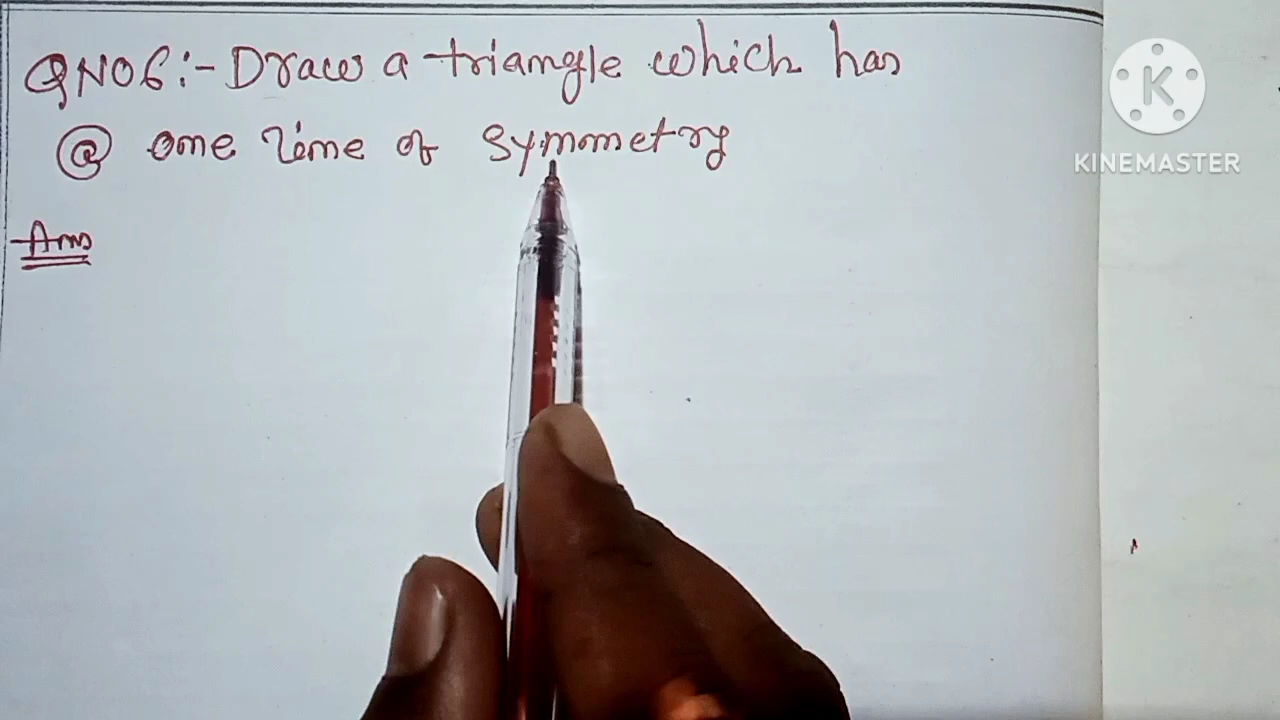 QNO6:- Draw a triangle which has
@ one line of symmetry
Ans
K
KINEMASTER